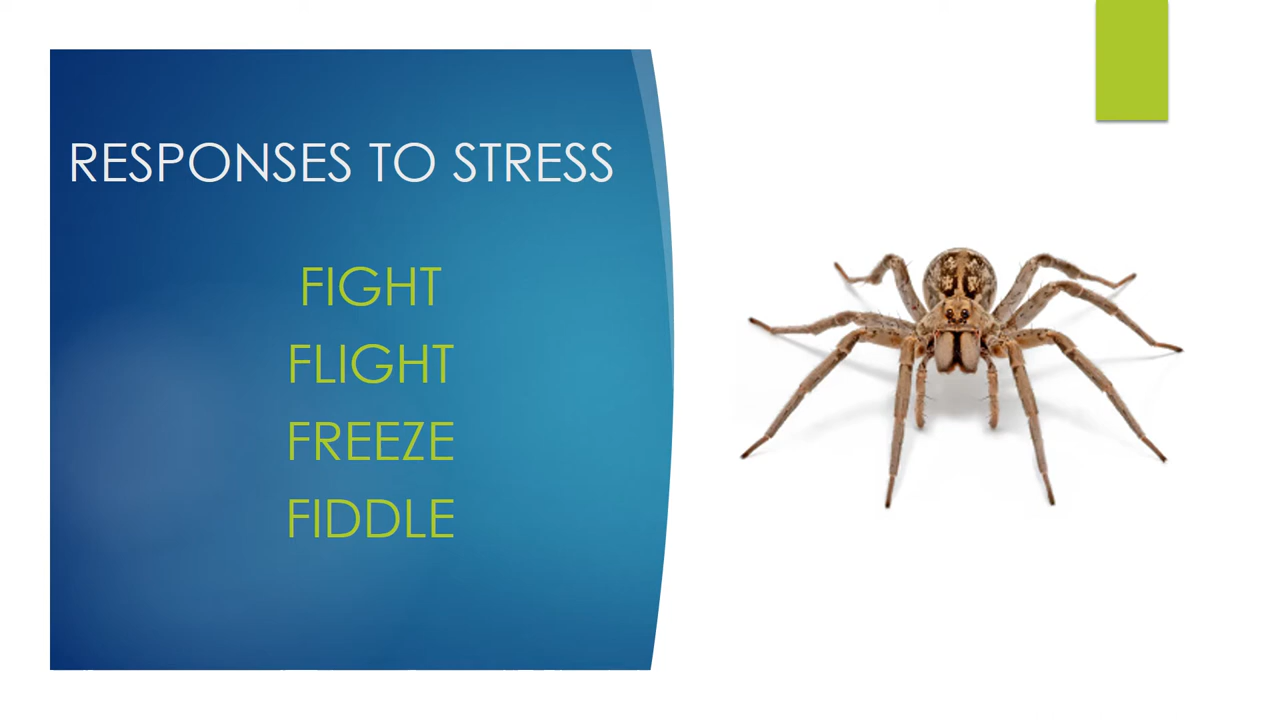 RESPONSES TO STRESS
FIGHT
FLIGHT
FREEZE
FIDDLE